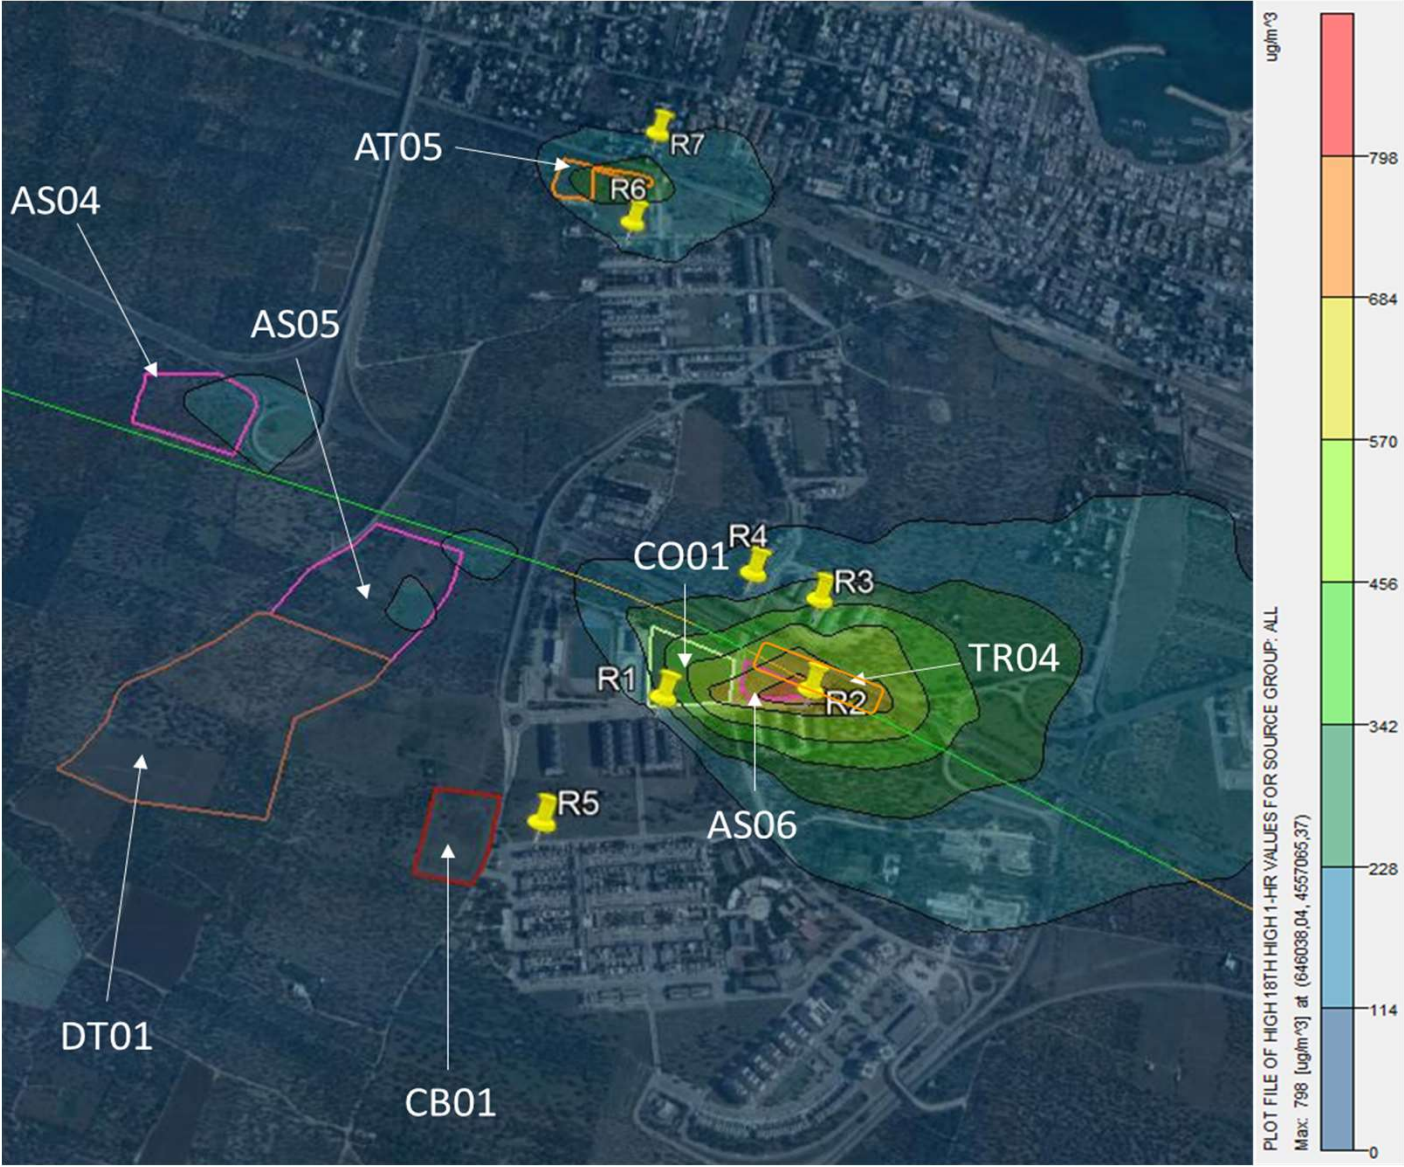 AT05
R7
R6
AS04
AS05
R4
CO01
R3
TR04
R1
R2
AS06
R5
DT01
CB01
ug/m^3
PLOT FILE OF HIGH 18TH HIGH 1-HR VALUES FOR SOURCE GROUP: ALL
Max: 798 [ug/m^3] at (646038,04, 4557065,37)
798
684
570
456
342
228
114
0